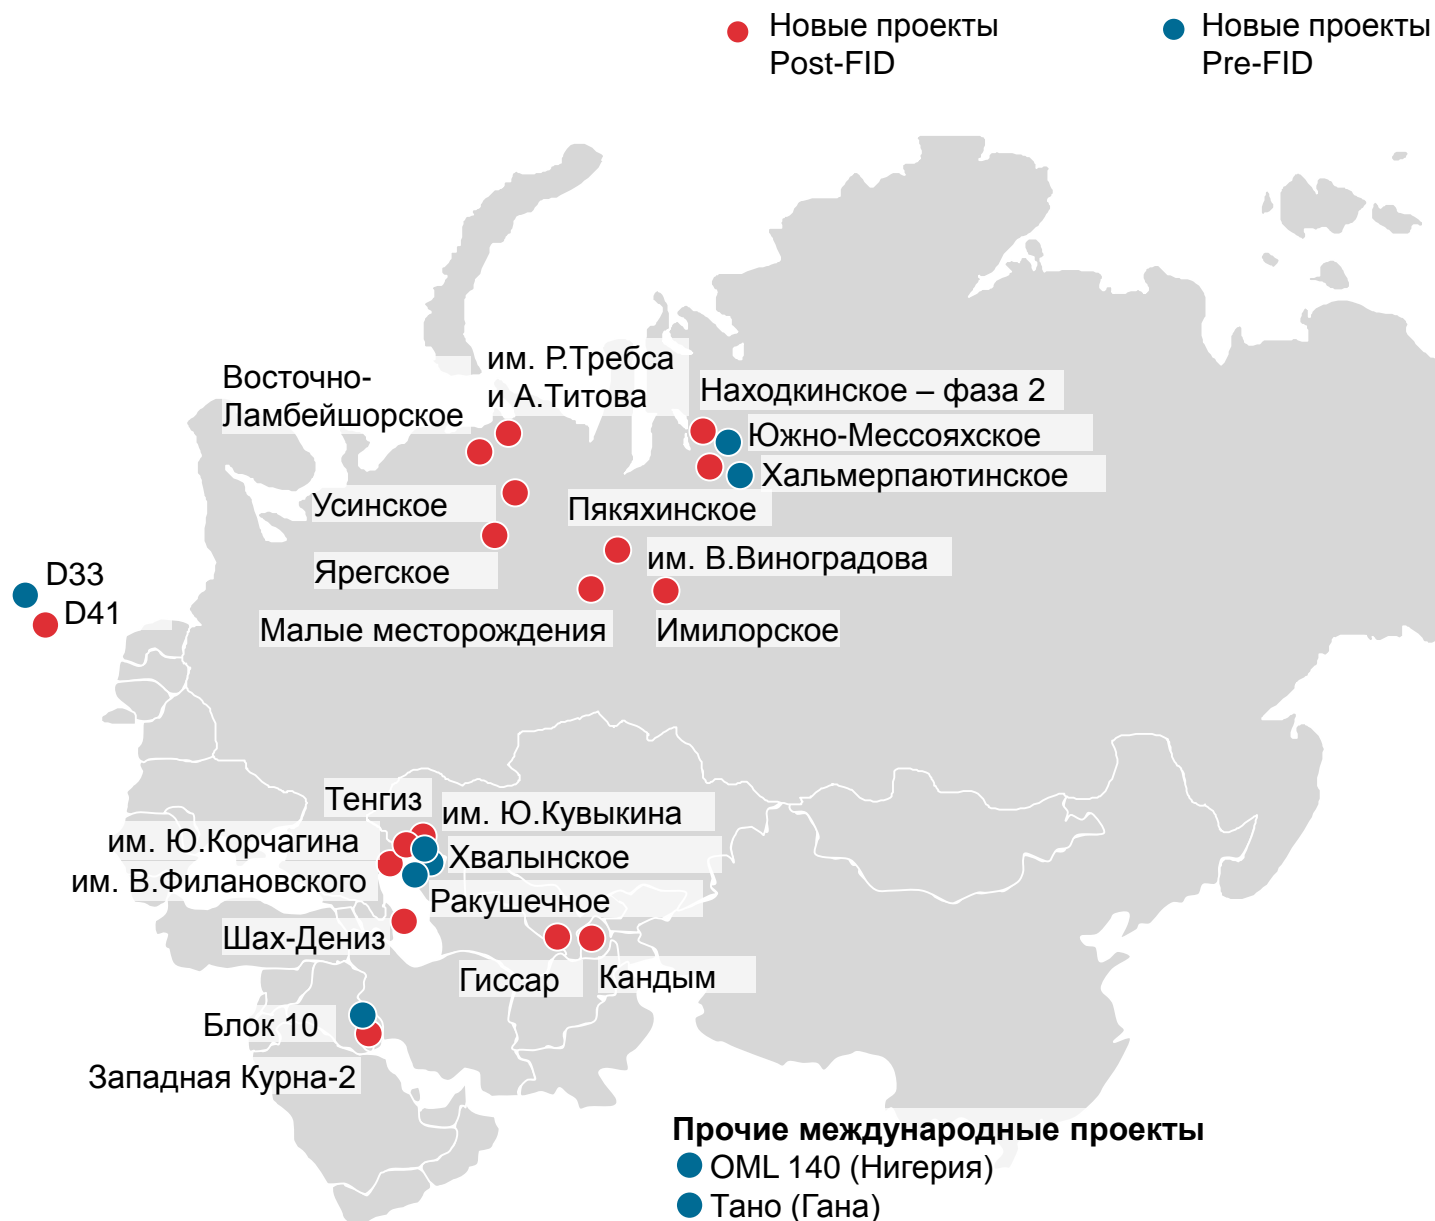 Новые проекты
Post-FID
Новые проекты
Pre-FID
Восточно-
Ламбейшорское
им. Р.Требса
и А.Титова
Находкинское – фаза 2
Южно-Мессояхское
Хальмерпаютинское
Усинское
Пякяхинское
Ярегское
им. В.Виноградова
D33
D41
Малые месторождения
Имилорское
Тенгиз
им. Ю.Кувыкина
им. Ю.Корчагина
Хвалынское
им. В.Филановского
Ракушечное
Шах-Дениз
Гиссар
Кандым
Блок 10
Западная Курна-2
Прочие международные проекты
OML 140 (Нигерия)
Тано (Гана)